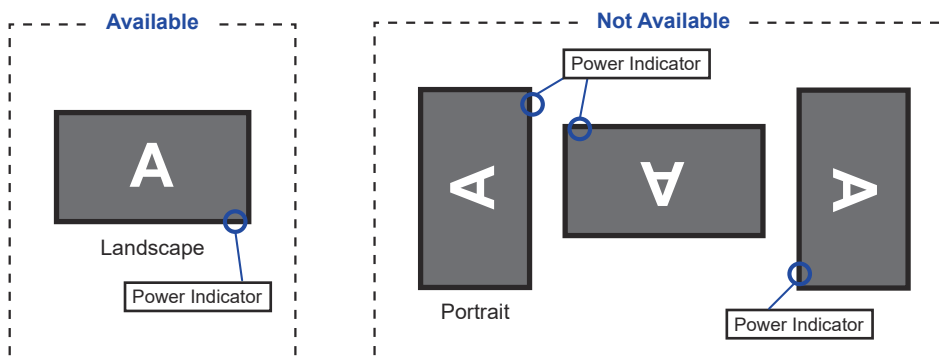 Available
A
Landscape
Power Indicator
Not Available
Power Indicator
A
A
A
Portrait
Power Indicator